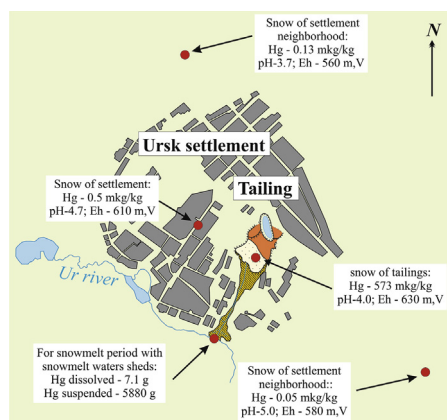 Snow of settlement
neighborhood:
Hg - 0.13 mkg/kg
pH-3.7; Eh - 560 m,V
N
Ursk settlement
Tailing
Snow of settlement:
Hg - 0.5 mkg/kg
pH-4.7; Eh - 610 m,V
Ur river
snow of tailings:
Hg - 573 mkg/kg
pH-4.0; Eh - 630 m,V
For snowmelt period with
snowmelt waters sheds:
Hg dissolved - 7.1 g
Hg suspended - 5880 g
Snow of settlement
neighborhood::
Hg - 0.05 mkg/kg
pH-5.0; Eh - 580 m,V